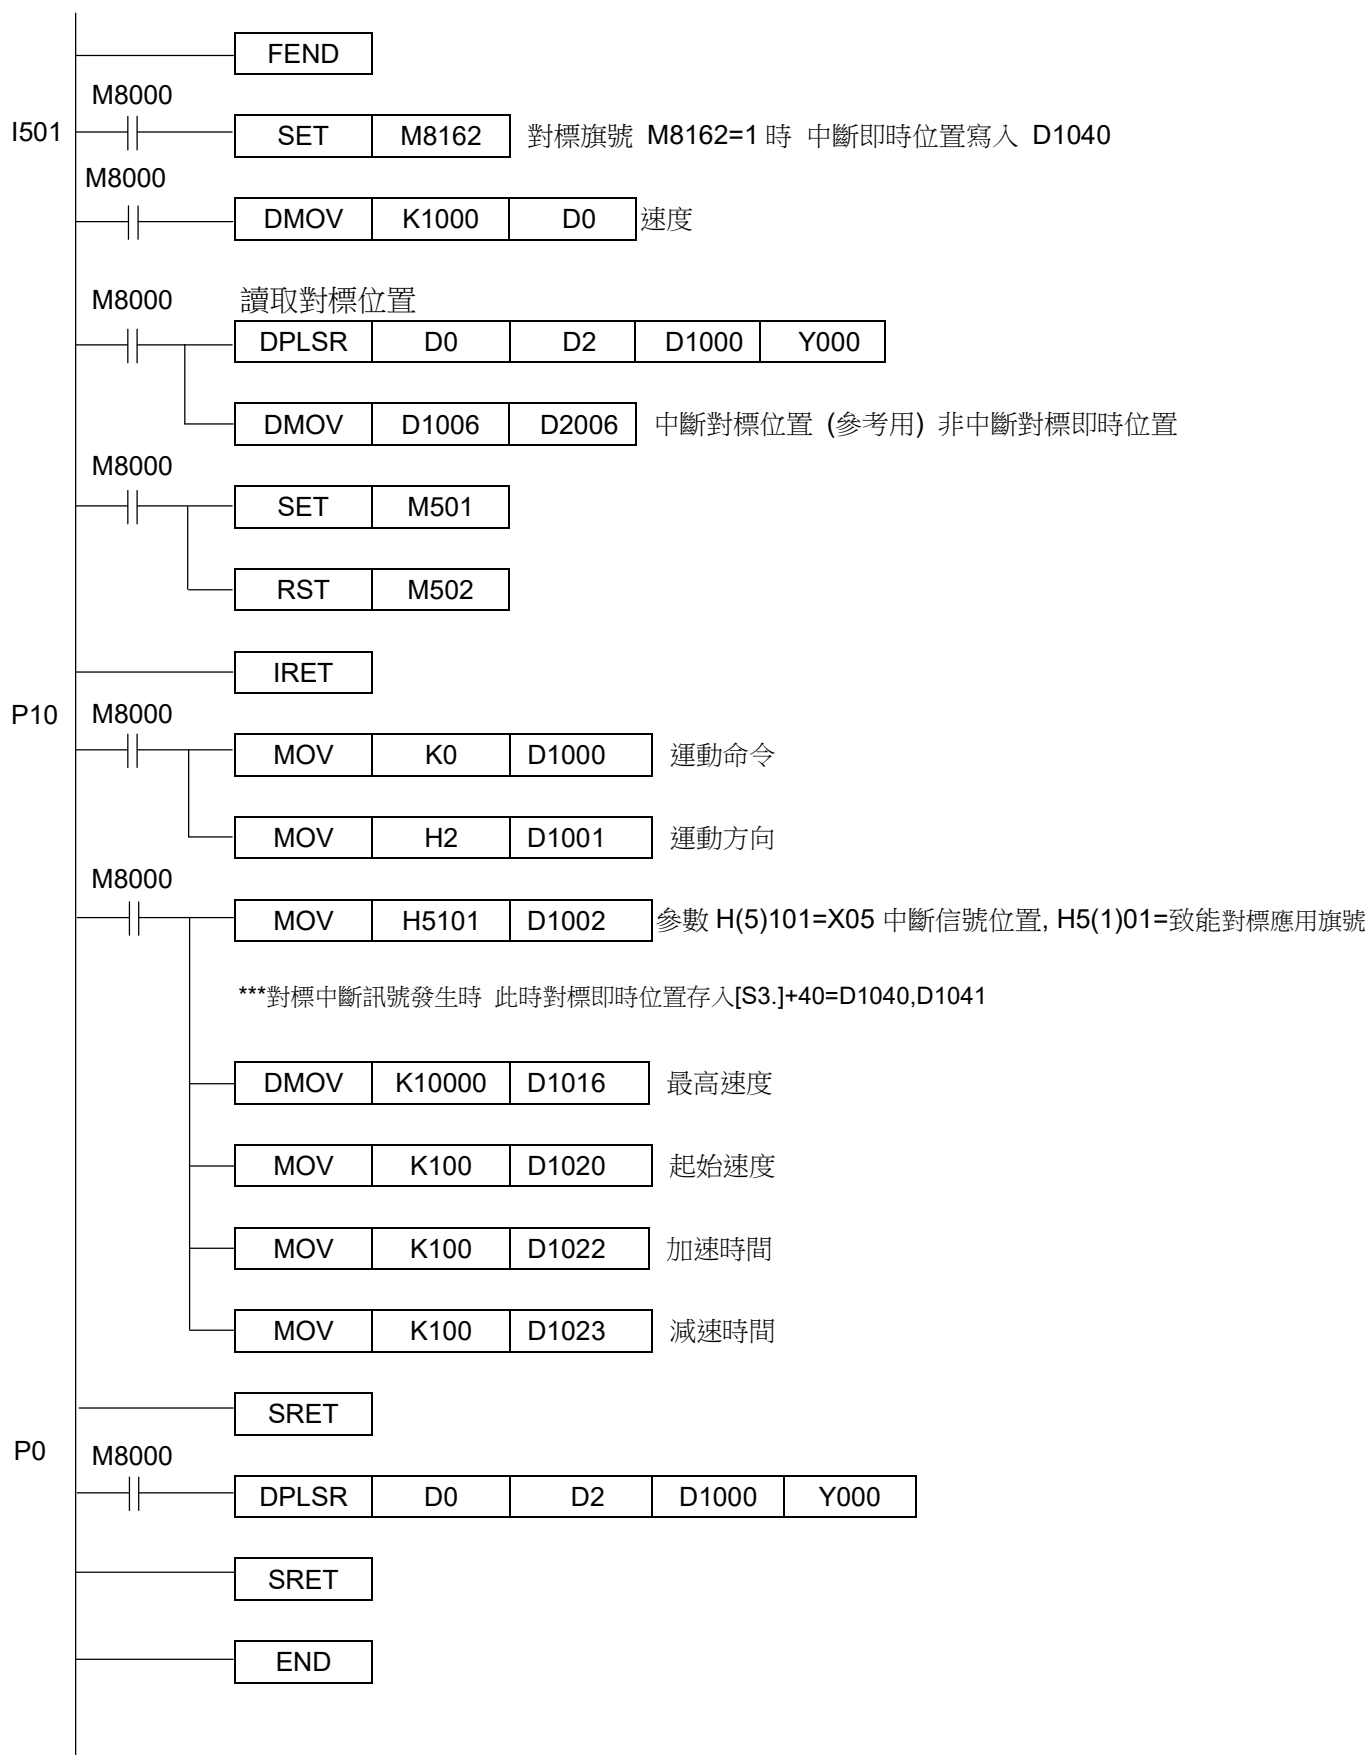 FEND
M8000
I501 SET M8162 對標旗號 M8162=1 時 中斷即時位置寫入 D1040
M8000
DMOV K1000 D0 速度
M8000 讀取對標位置
DPLSR D0 D2 D1000 Y000
DMOV D1006 D2006 中斷對標位置 (參考用) 非中斷對標即時位置
M8000
SET M501
RST M502
IRET
P10 M8000
MOV K0 D1000 運動命令
MOV H2 D1001 運動方向
M8000
MOV H5101 D1002 參數 H(5)101=X05 中斷信號位置, H5(1)01=致能對標應用旗號
***對標中斷訊號發生時 此時對標即時位置存入[S3.]+40=D1040,D1041
DMOV K10000 D1016 最高速度
MOV K100 D1020 起始速度
MOV K100 D1022 加速時間
MOV K100 D1023 減速時間
SRET
P0 M8000
DPLSR D0 D2 D1000 Y000
SRET
END